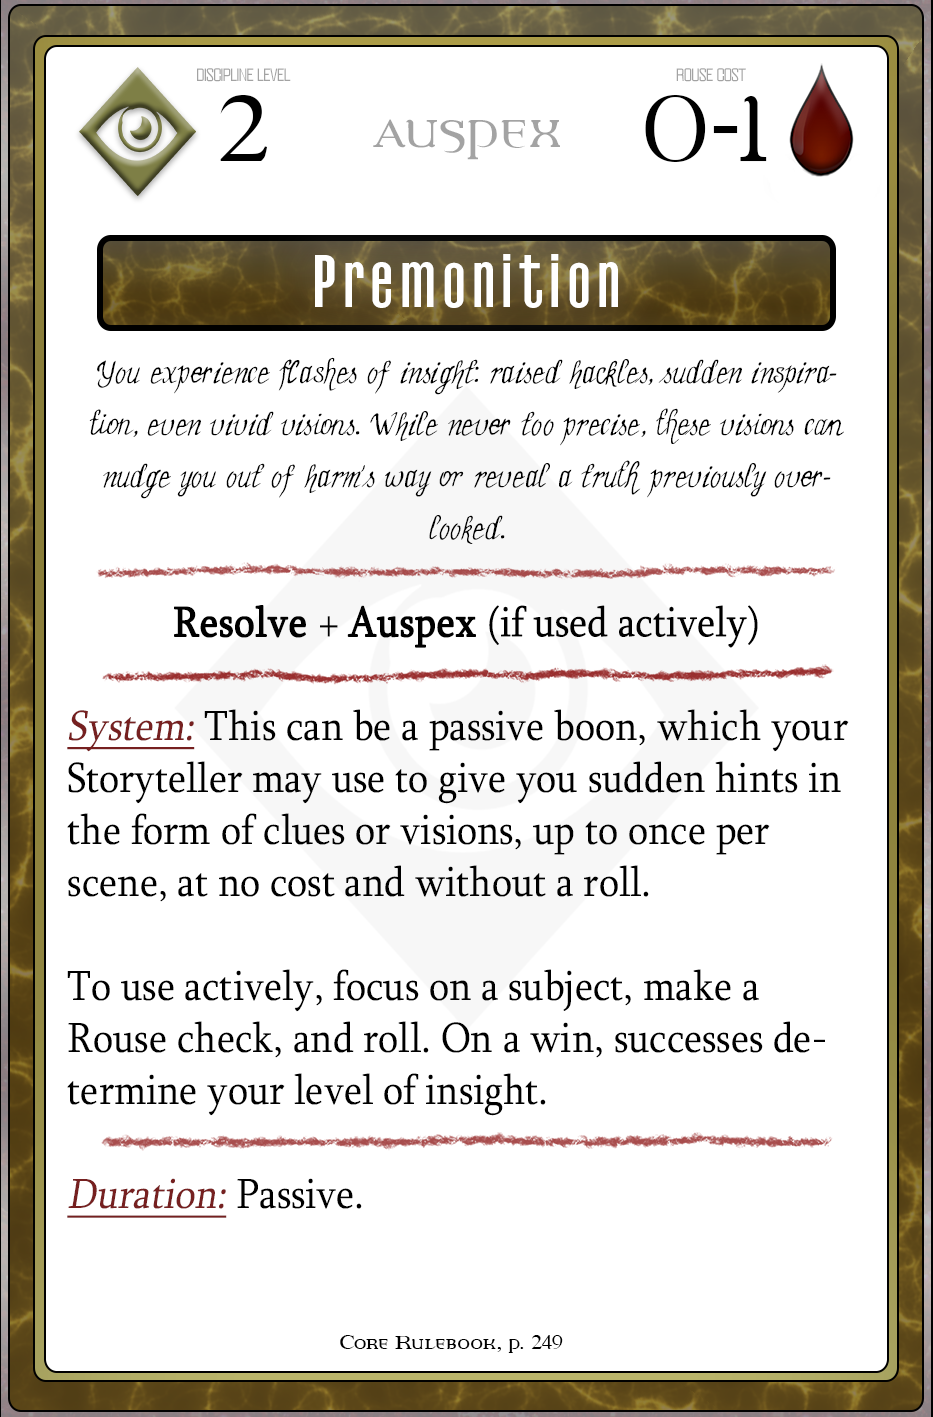 DISCIPLINE LEVEL
2
AUSPEX
ROUSE COST
0-1
Premonition
You experience flashes of insight: raised hackles, sudden inspira-
tion, even vivid visions. While never too precise, these visions can
nudge you out of harm's way or reveal a truth previously over-
looked.
Resolve + Auspex (if used actively)
System: This can be a passive boon, which your
Storyteller may use to give you sudden hints in
the form of clues or visions, up to once per
scene, at no cost and without a roll.
To use actively, focus on a subject, make a
Rouse check, and roll. On a win, successes de-
termine your level of insight.
Duration: Passive.
Core Rulebook, p. 249